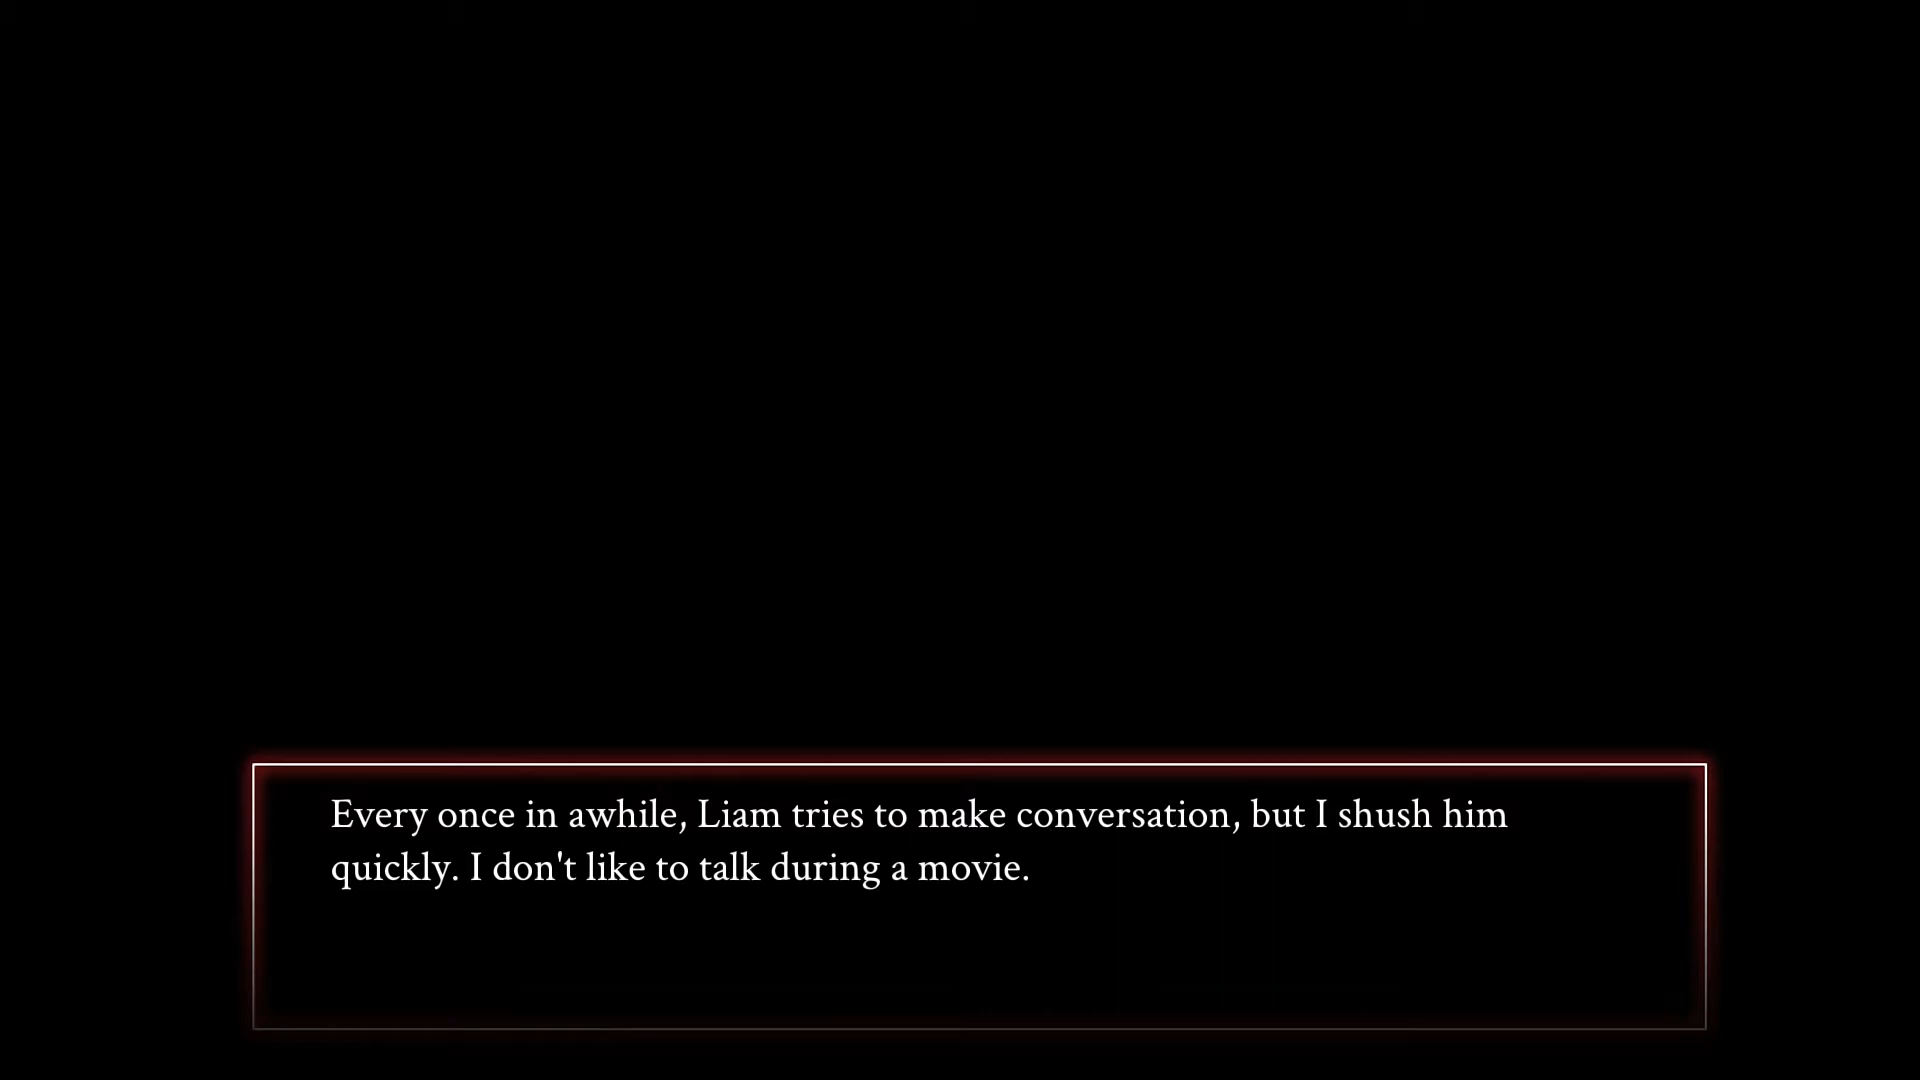 Every once in awhile, Liam tries to make conversation, but I shush him
quickly. I don't like to talk during a movie.